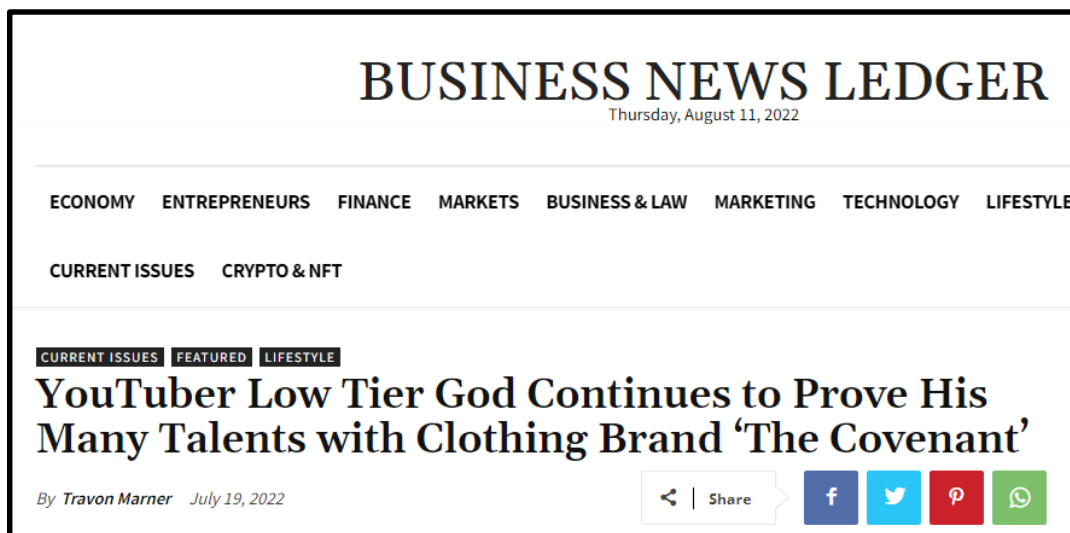 BUSINESS NEWS LEDGER
Thursday, August 11, 2022
ECONOMY ENTREPRENEURS FINANCE MARKETS BUSINESS & LAW MARKETING TECHNOLOGY LIFESTYLE
CURRENT ISSUES CRYPTO & NFT
CURRENT ISSUES FEATURED LIFESTYLE
YouTuber Low Tier God Continues to Prove His
Many Talents with Clothing Brand ‘The Covenant’
By Travon Marner July 19, 2022 Share